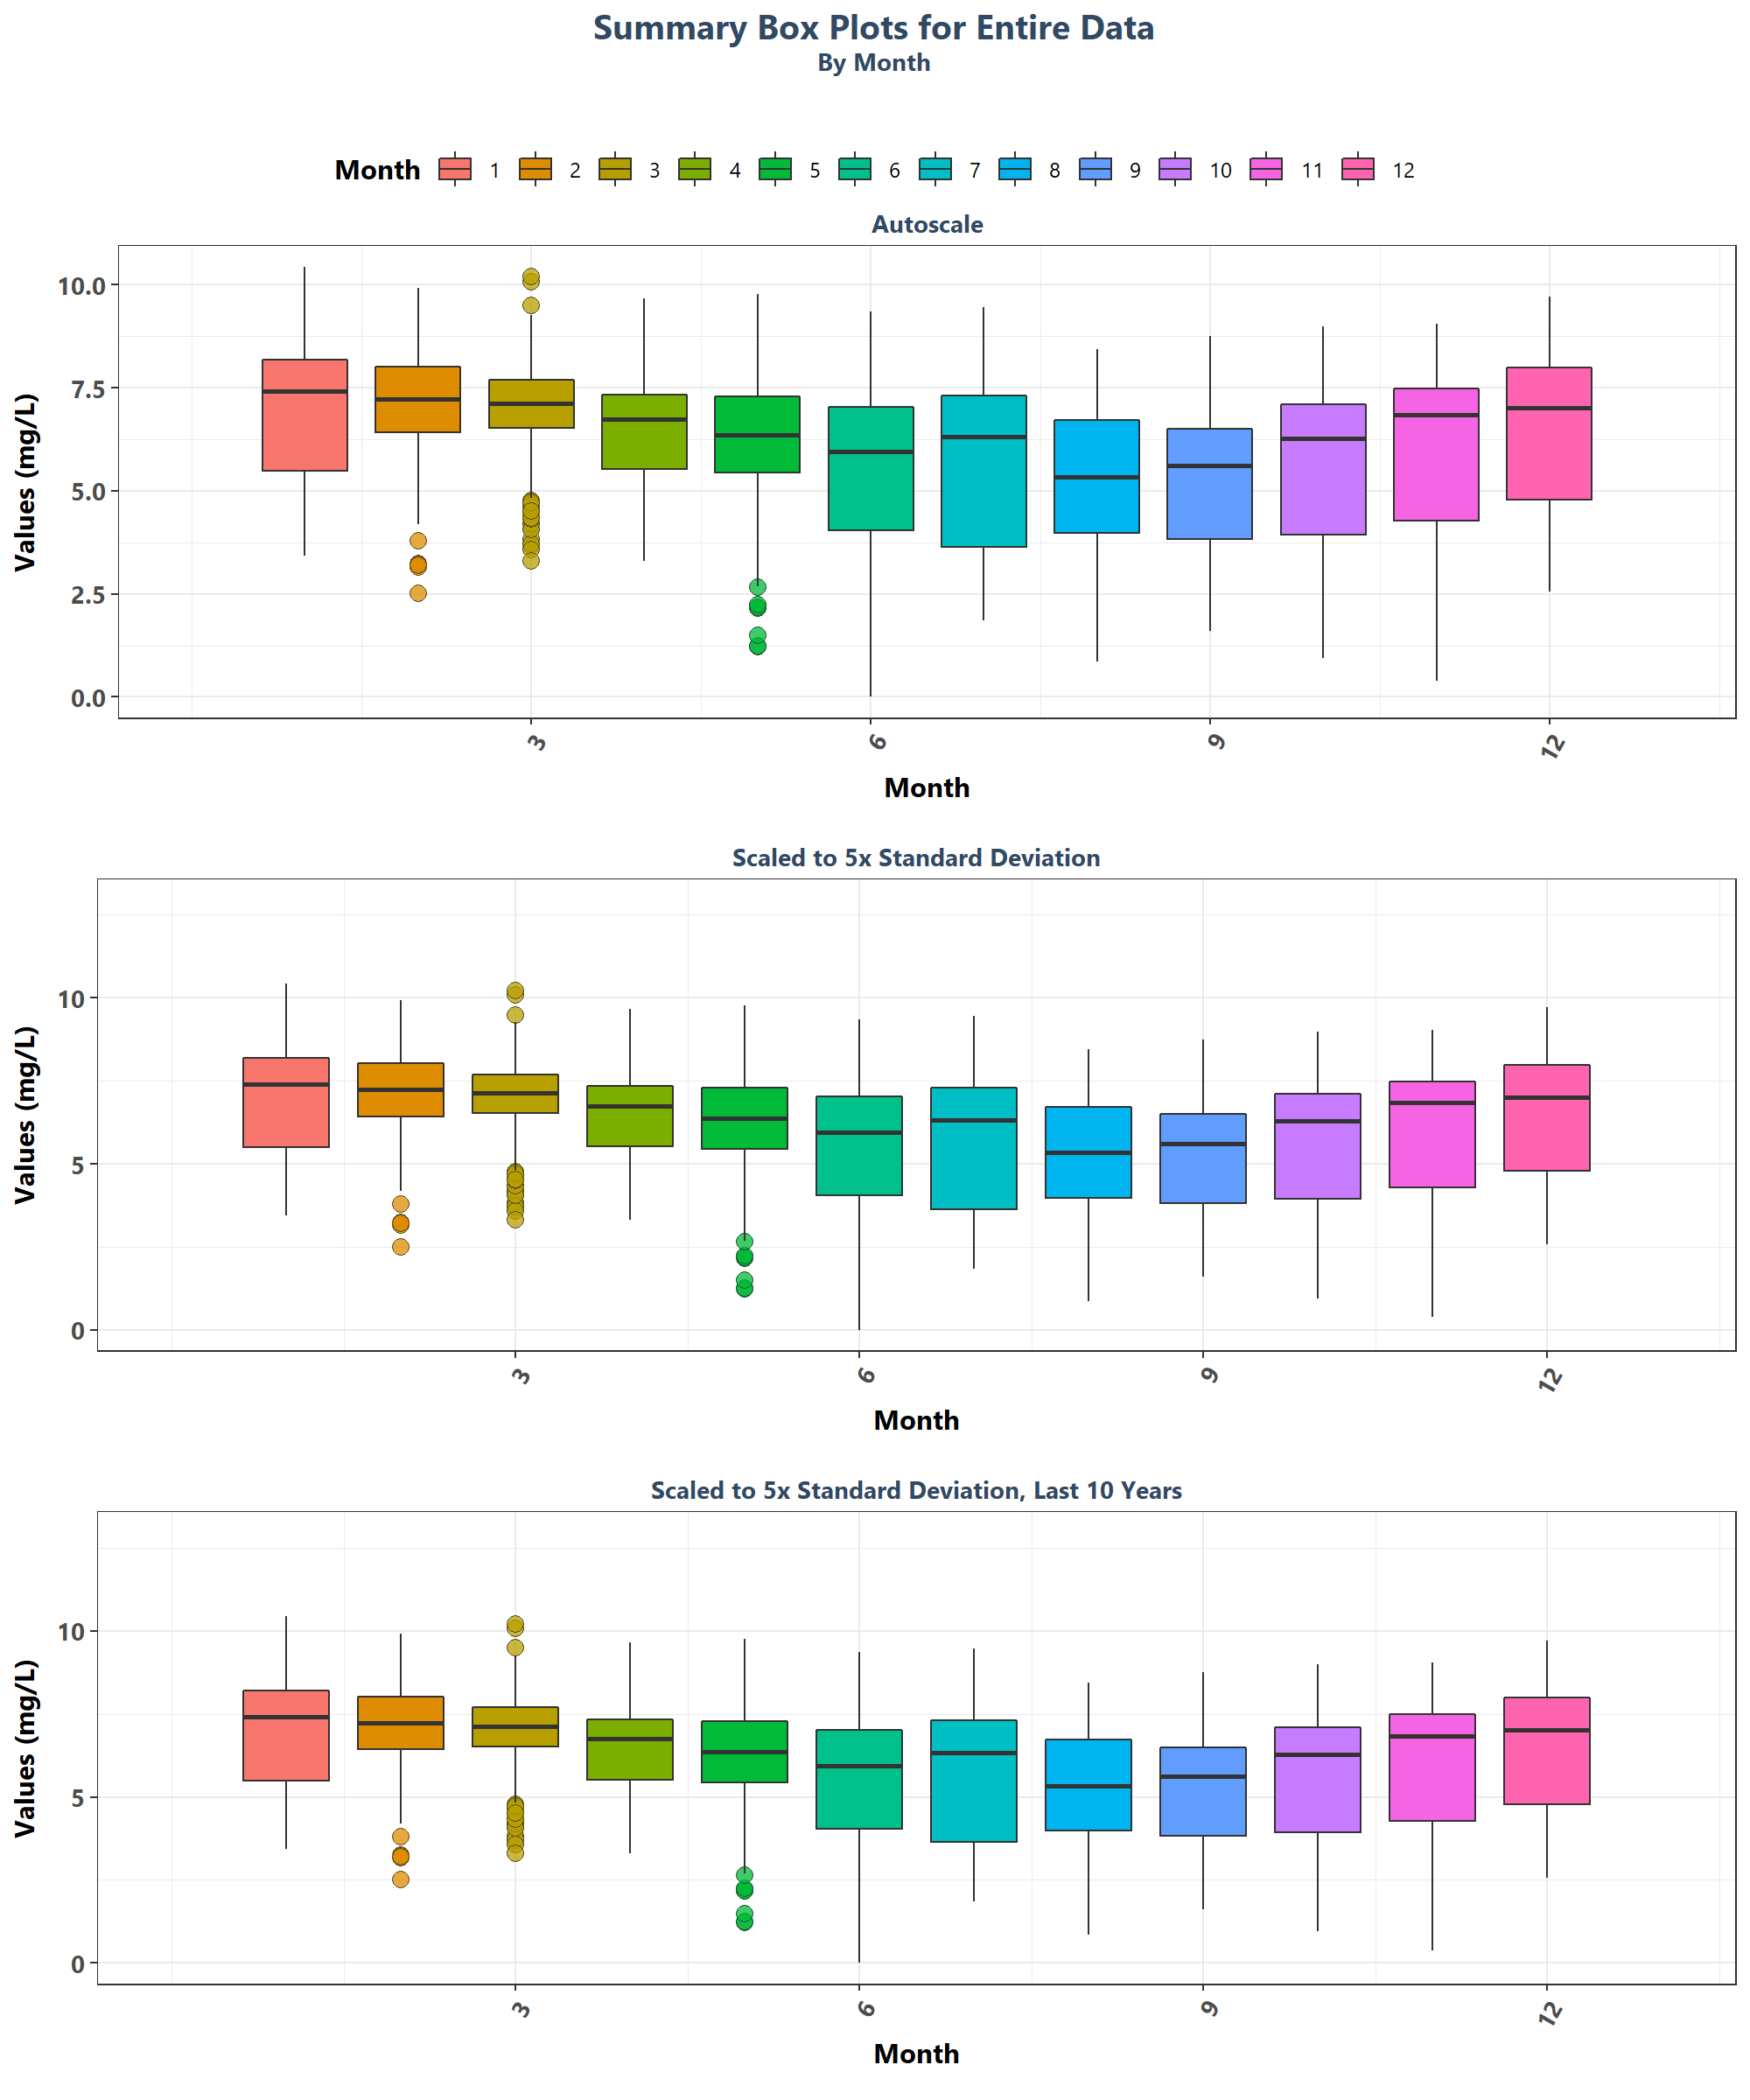 Summary Box Plots for Entire Data
By Month
Month 1 2 3 4 5 6 7 8 9 10 11 12
Autoscale
Values (mg/L)
10.0
7.5
5.0
2.5
0.0
3 6 9 12
Month
Scaled to 5x Standard Deviation
Values (mg/L)
10
5
0
3 6 9 12
Month
Scaled to 5x Standard Deviation, Last 10 Years
Values (mg/L)
10
5
0
3 6 9 12
Month